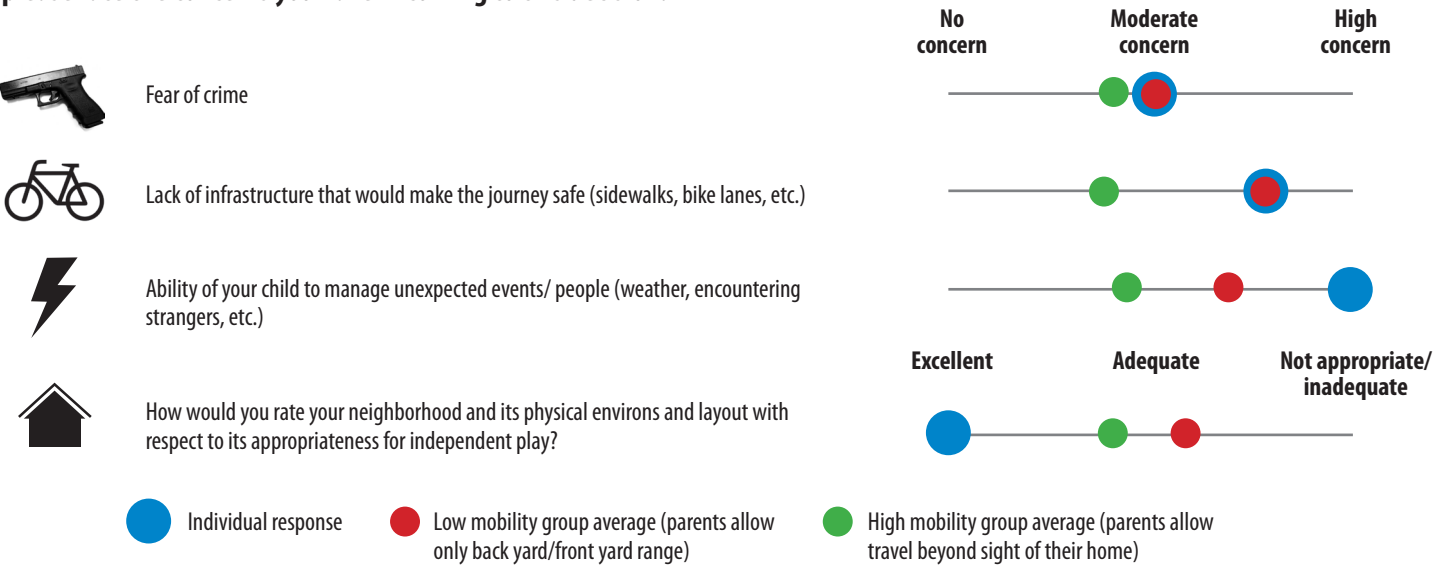 No concern
Moderate concern
High concern
Fear of crime
Lack of infrastructure that would make the journey safe (sidewalks, bike lanes, etc.)
Ability of your child to manage unexpected events/ people (weather, encountering
strangers, etc.)
Excellent
Adequate
Not appropriate/
inadequate
How would you rate your neighborhood and its physical environs and layout with
respect to its appropriateness for independent play?
Individual response
Low mobility group average (parents allow
only back yard/front yard range)
High mobility group average (parents allow
travel beyond sight of their home)